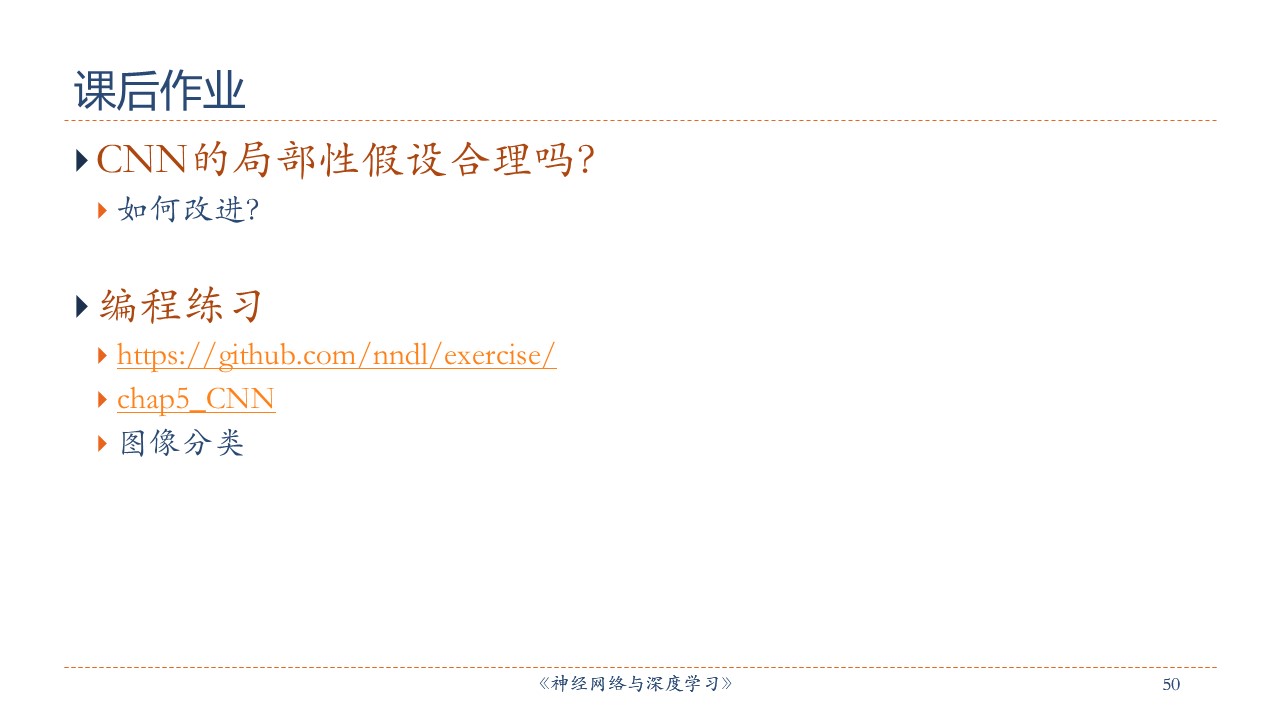 课后作业
CNN的局部性假设合理吗?
如何改进?
编程练习
https://github.com/nndl/exercise/
chap5_CNN
图像分类
《神经网络与深度学习》
50